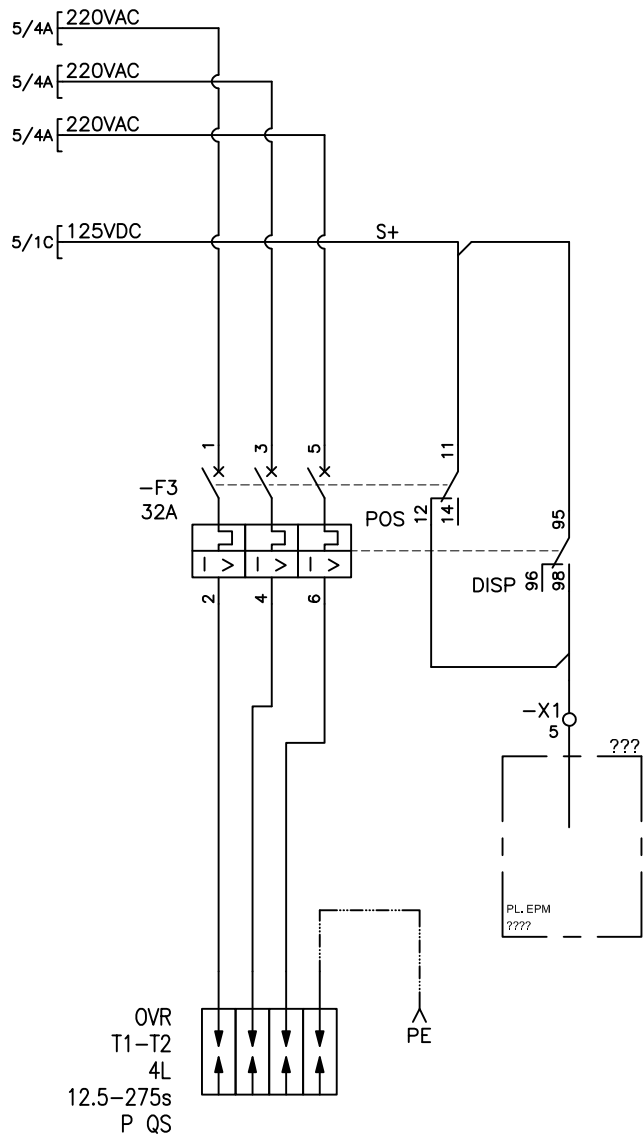 5/4A 220VAC
5/4A 220VAC
5/4A 220VAC
5/1C 125VDC S+
1 3 5 11
-F3
32A
POS 12 14 95
I > I > I >
DISP 96 98
2 4 6
-X1
5
???
PL. EPM
????
PE
OVR
T1-T2
4L
12.5-275s
P QS